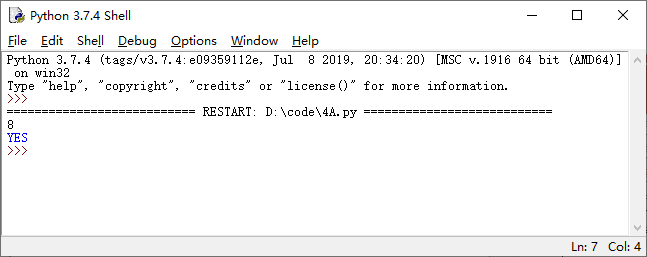 Python 3.7.4 Shell
File Edit Shell Debug Options Window Help
Python 3.7.4 (tags/v3.7.4:e09359112e, Jul  8 2019, 20:34:20) [MSC v.1916 64 bit (AMD64)]
 on win32
Type "help", "copyright", "credits" or "license()" for more information.
>>>
=========================== RESTART: D:\code\4A.py ===========================
8
YES
>>>
Ln: 7 Col: 4